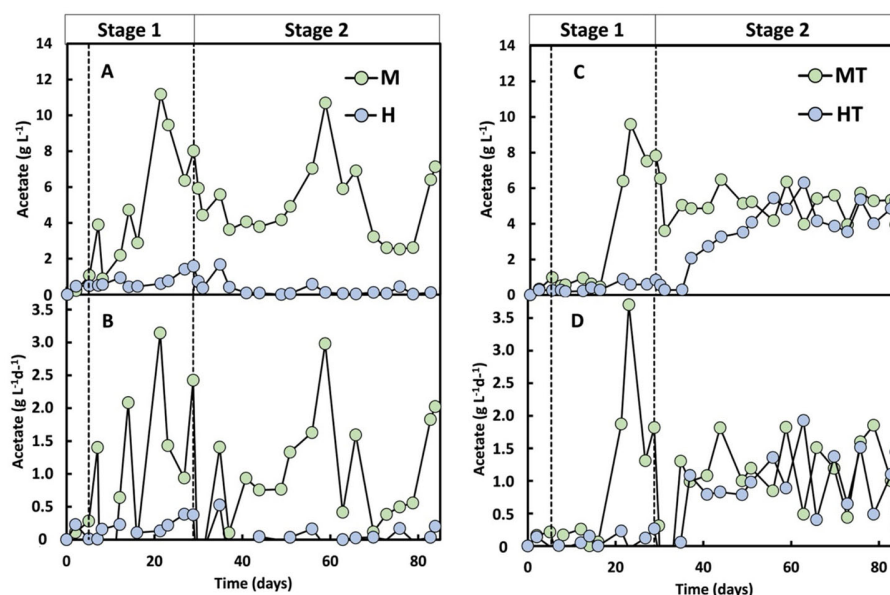 Stage 1 Stage 2
A
M
H
Acetate (g L⁻¹)
14
12
10
8
6
4
2
0
B
Acetate (g L⁻¹d-¹)
3.5
3.0
2.5
2.0
1.5
1.0
0.5
0
0 20 40 60 80
Time (days)
Stage 1 Stage 2
C
MT
HT
Acetate (g L⁻¹)
14
12
10
8
6
4
2
0
D
Acetate (g L⁻¹d-¹)
3.5
3.0
2.5
2.0
1.5
1.0
0.5
0
0 20 40 60 80
Time (days)